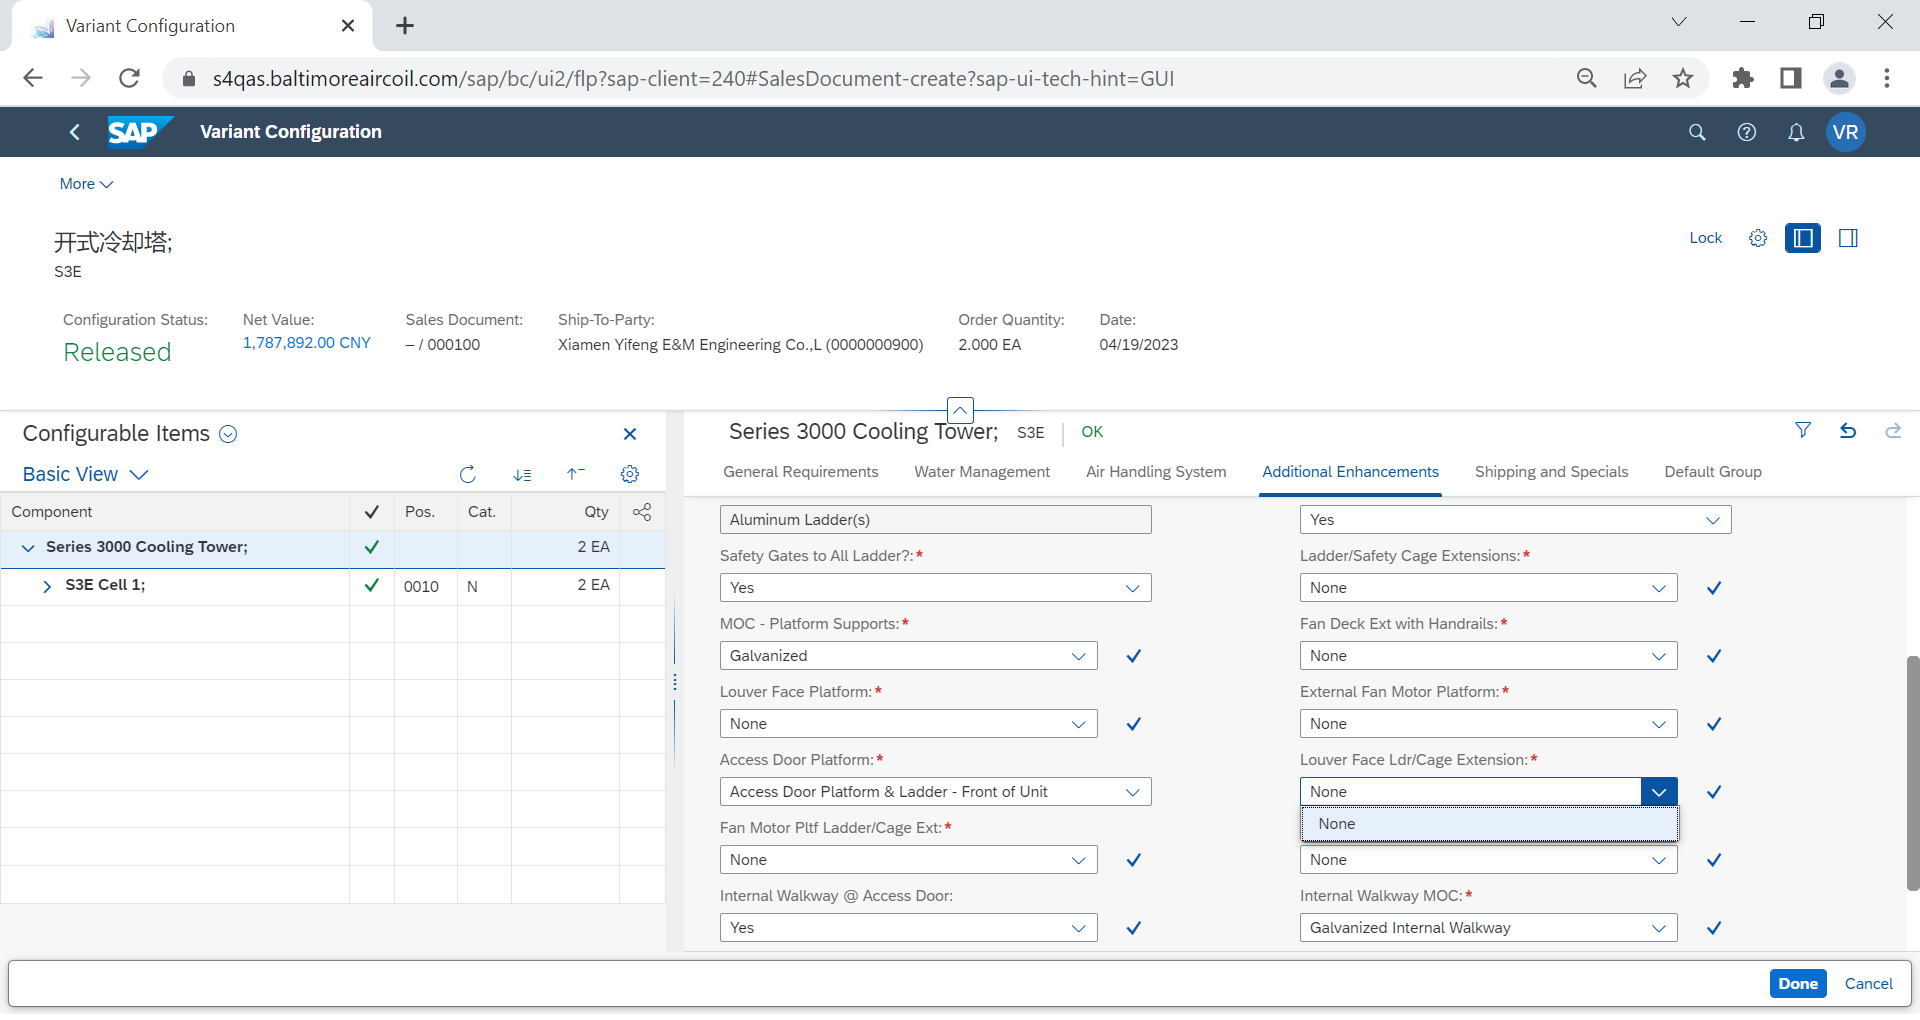 Variant Configuration
s4qas.baltimoreaircoil.com/sap/bc/ui2/flp?sap-client=240#SalesDocument-create?sap-ui-tech-hint=GUI
SAP
Variant Configuration
VR
More
开式冷却塔;
S3E
Lock
Configuration Status:
Released
Net Value:
1,787,892.00 CNY
Sales Document:
– / 000100
Ship-To-Party:
Xiamen Yifeng E&M Engineering Co.,L (0000000900)
Order Quantity:
2.000 EA
Date:
04/19/2023
Configurable Items
Basic View
Component Pos. Cat. Qty
Series 3000 Cooling Tower; 2 EA
S3E Cell 1; 0010 N 2 EA
Series 3000 Cooling Tower; S3E OK
General Requirements Water Management Air Handling System Additional Enhancements Shipping and Specials Default Group
Aluminum Ladder(s) Yes
Safety Gates to All Ladder?:* Ladder/Safety Cage Extensions:*
Yes None
MOC - Platform Supports:* Fan Deck Ext with Handrails:*
Galvanized None
Louver Face Platform:* External Fan Motor Platform:*
None None
Access Door Platform:* Louver Face Ldr/Cage Extension:*
Access Door Platform & Ladder - Front of Unit None
Fan Motor Pltf Ladder/Cage Ext:* None
None None
Internal Walkway @ Access Door: Internal Walkway MOC:*
Yes Galvanized Internal Walkway
Done Cancel